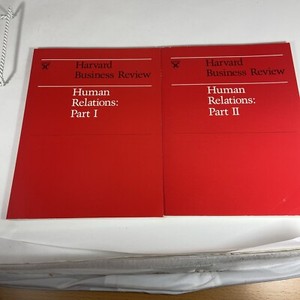 Harvard
Business Review
Human
Relations:
Part I
Harvard
Business Review
Human
Relations:
Part II